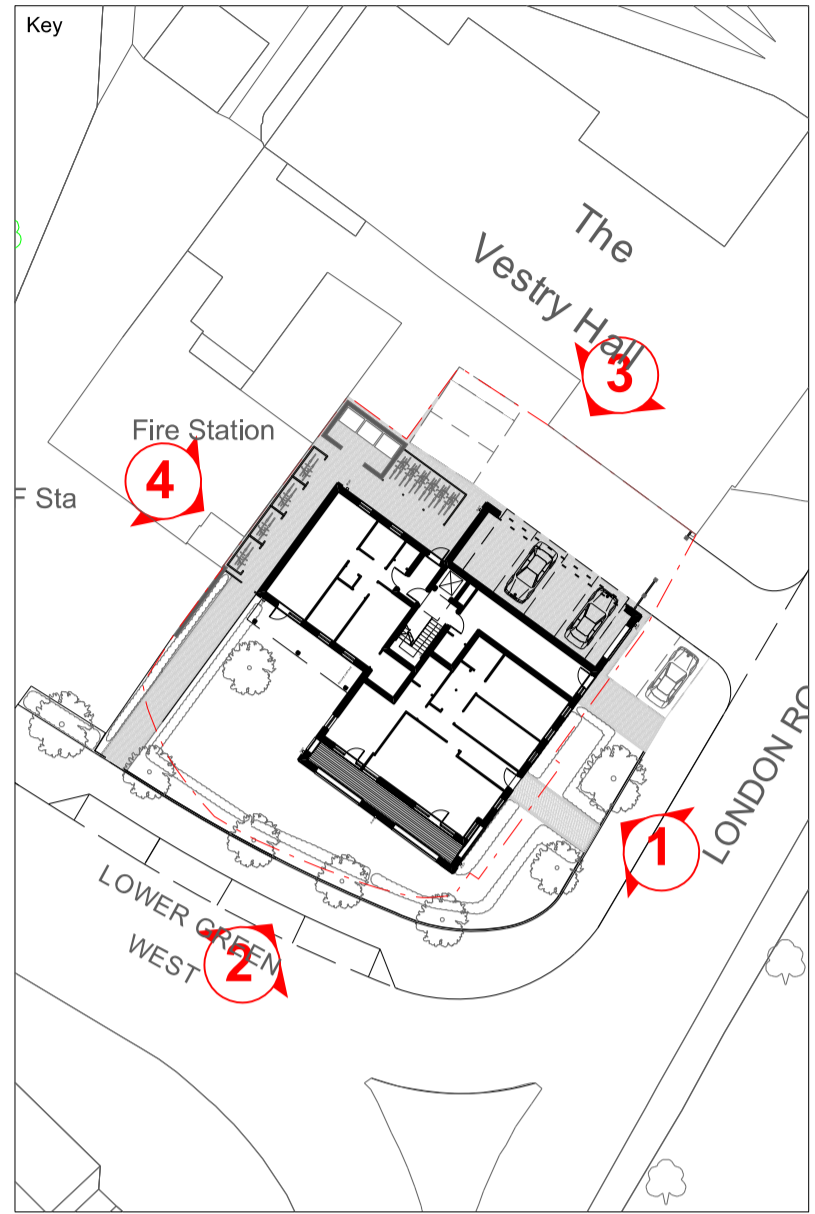 Key
The
Vestry Hall
3
Fire Station
4
F Sta
LONDON RO
1
LOWER GREEN
WEST
2